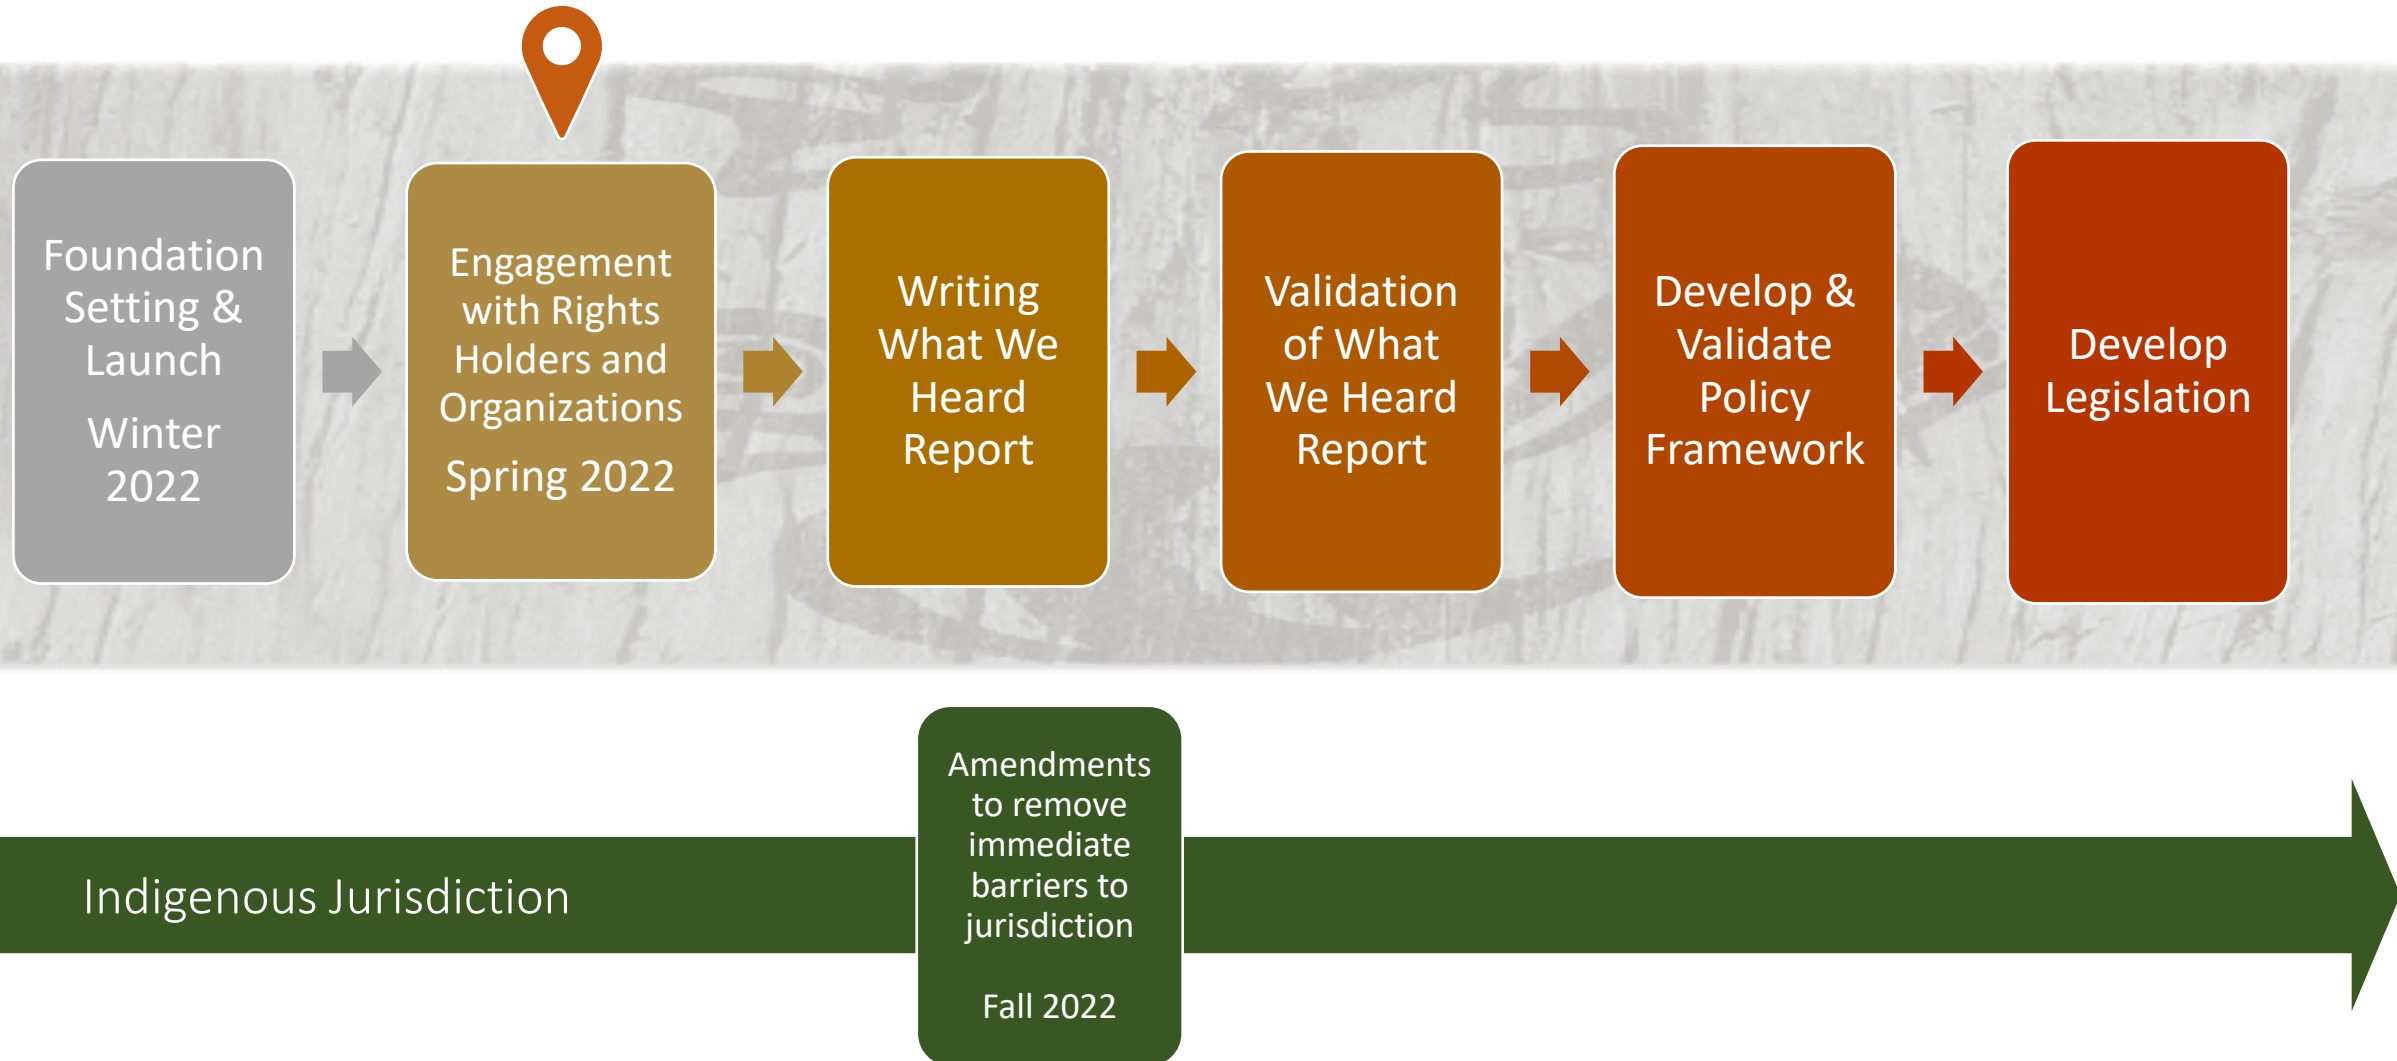 Foundation
Setting &
Launch
Winter
2022
Engagement
with Rights
Holders and
Organizations
Spring 2022
Writing
What We
Heard
Report
Validation
of What
We Heard
Report
Develop &
Validate
Policy
Framework
Develop
Legislation
Indigenous Jurisdiction
Amendments
to remove
immediate
barriers to
jurisdiction
Fall 2022